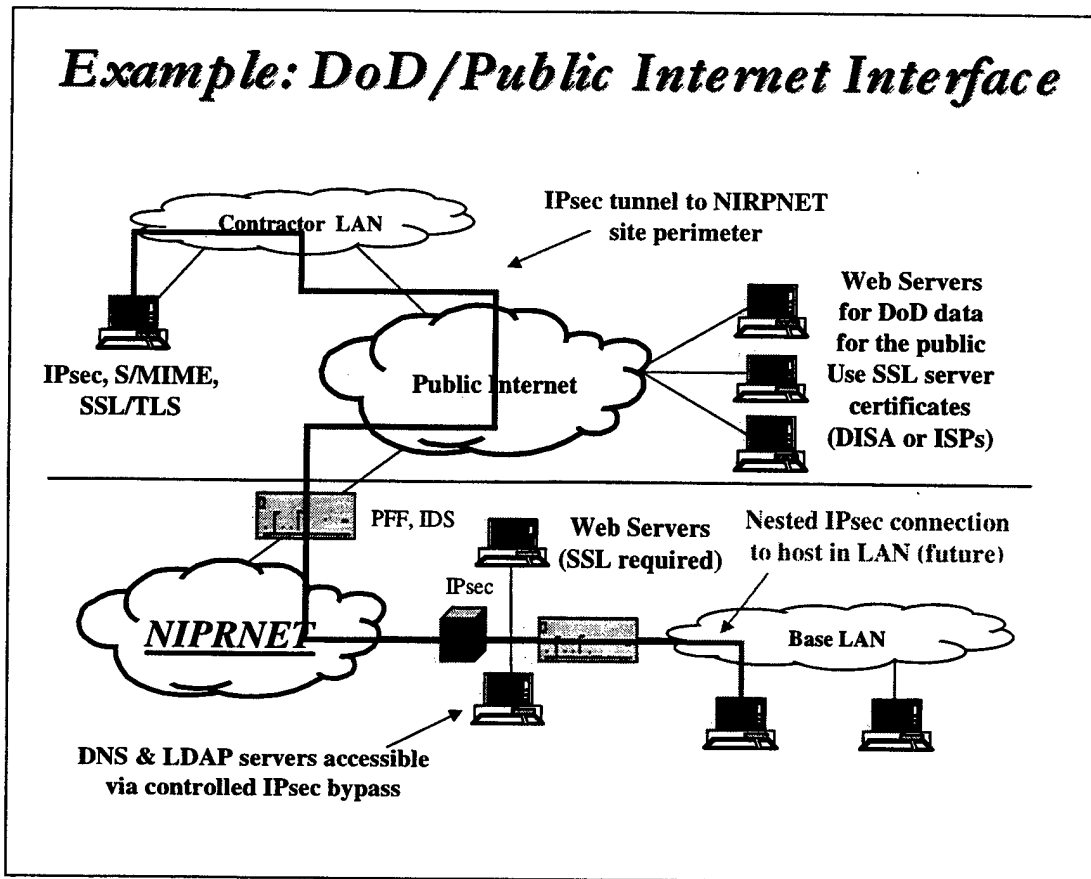 Example: DoD/Public Internet Interface
Contractor LAN
IPsec tunnel to NIRPNET
site perimeter
IPsec, S/MIME,
SSL/TLS
Public Internet
Web Servers
for DoD data
for the public
Use SSL server
certificates
(DISA or ISPs)
PFF, IDS
Web Servers
(SSL required)
Nested IPsec connection
to host in LAN (future)
IPsec
NIPRNET
Base LAN
DNS & LDAP servers accessible
via controlled IPsec bypass